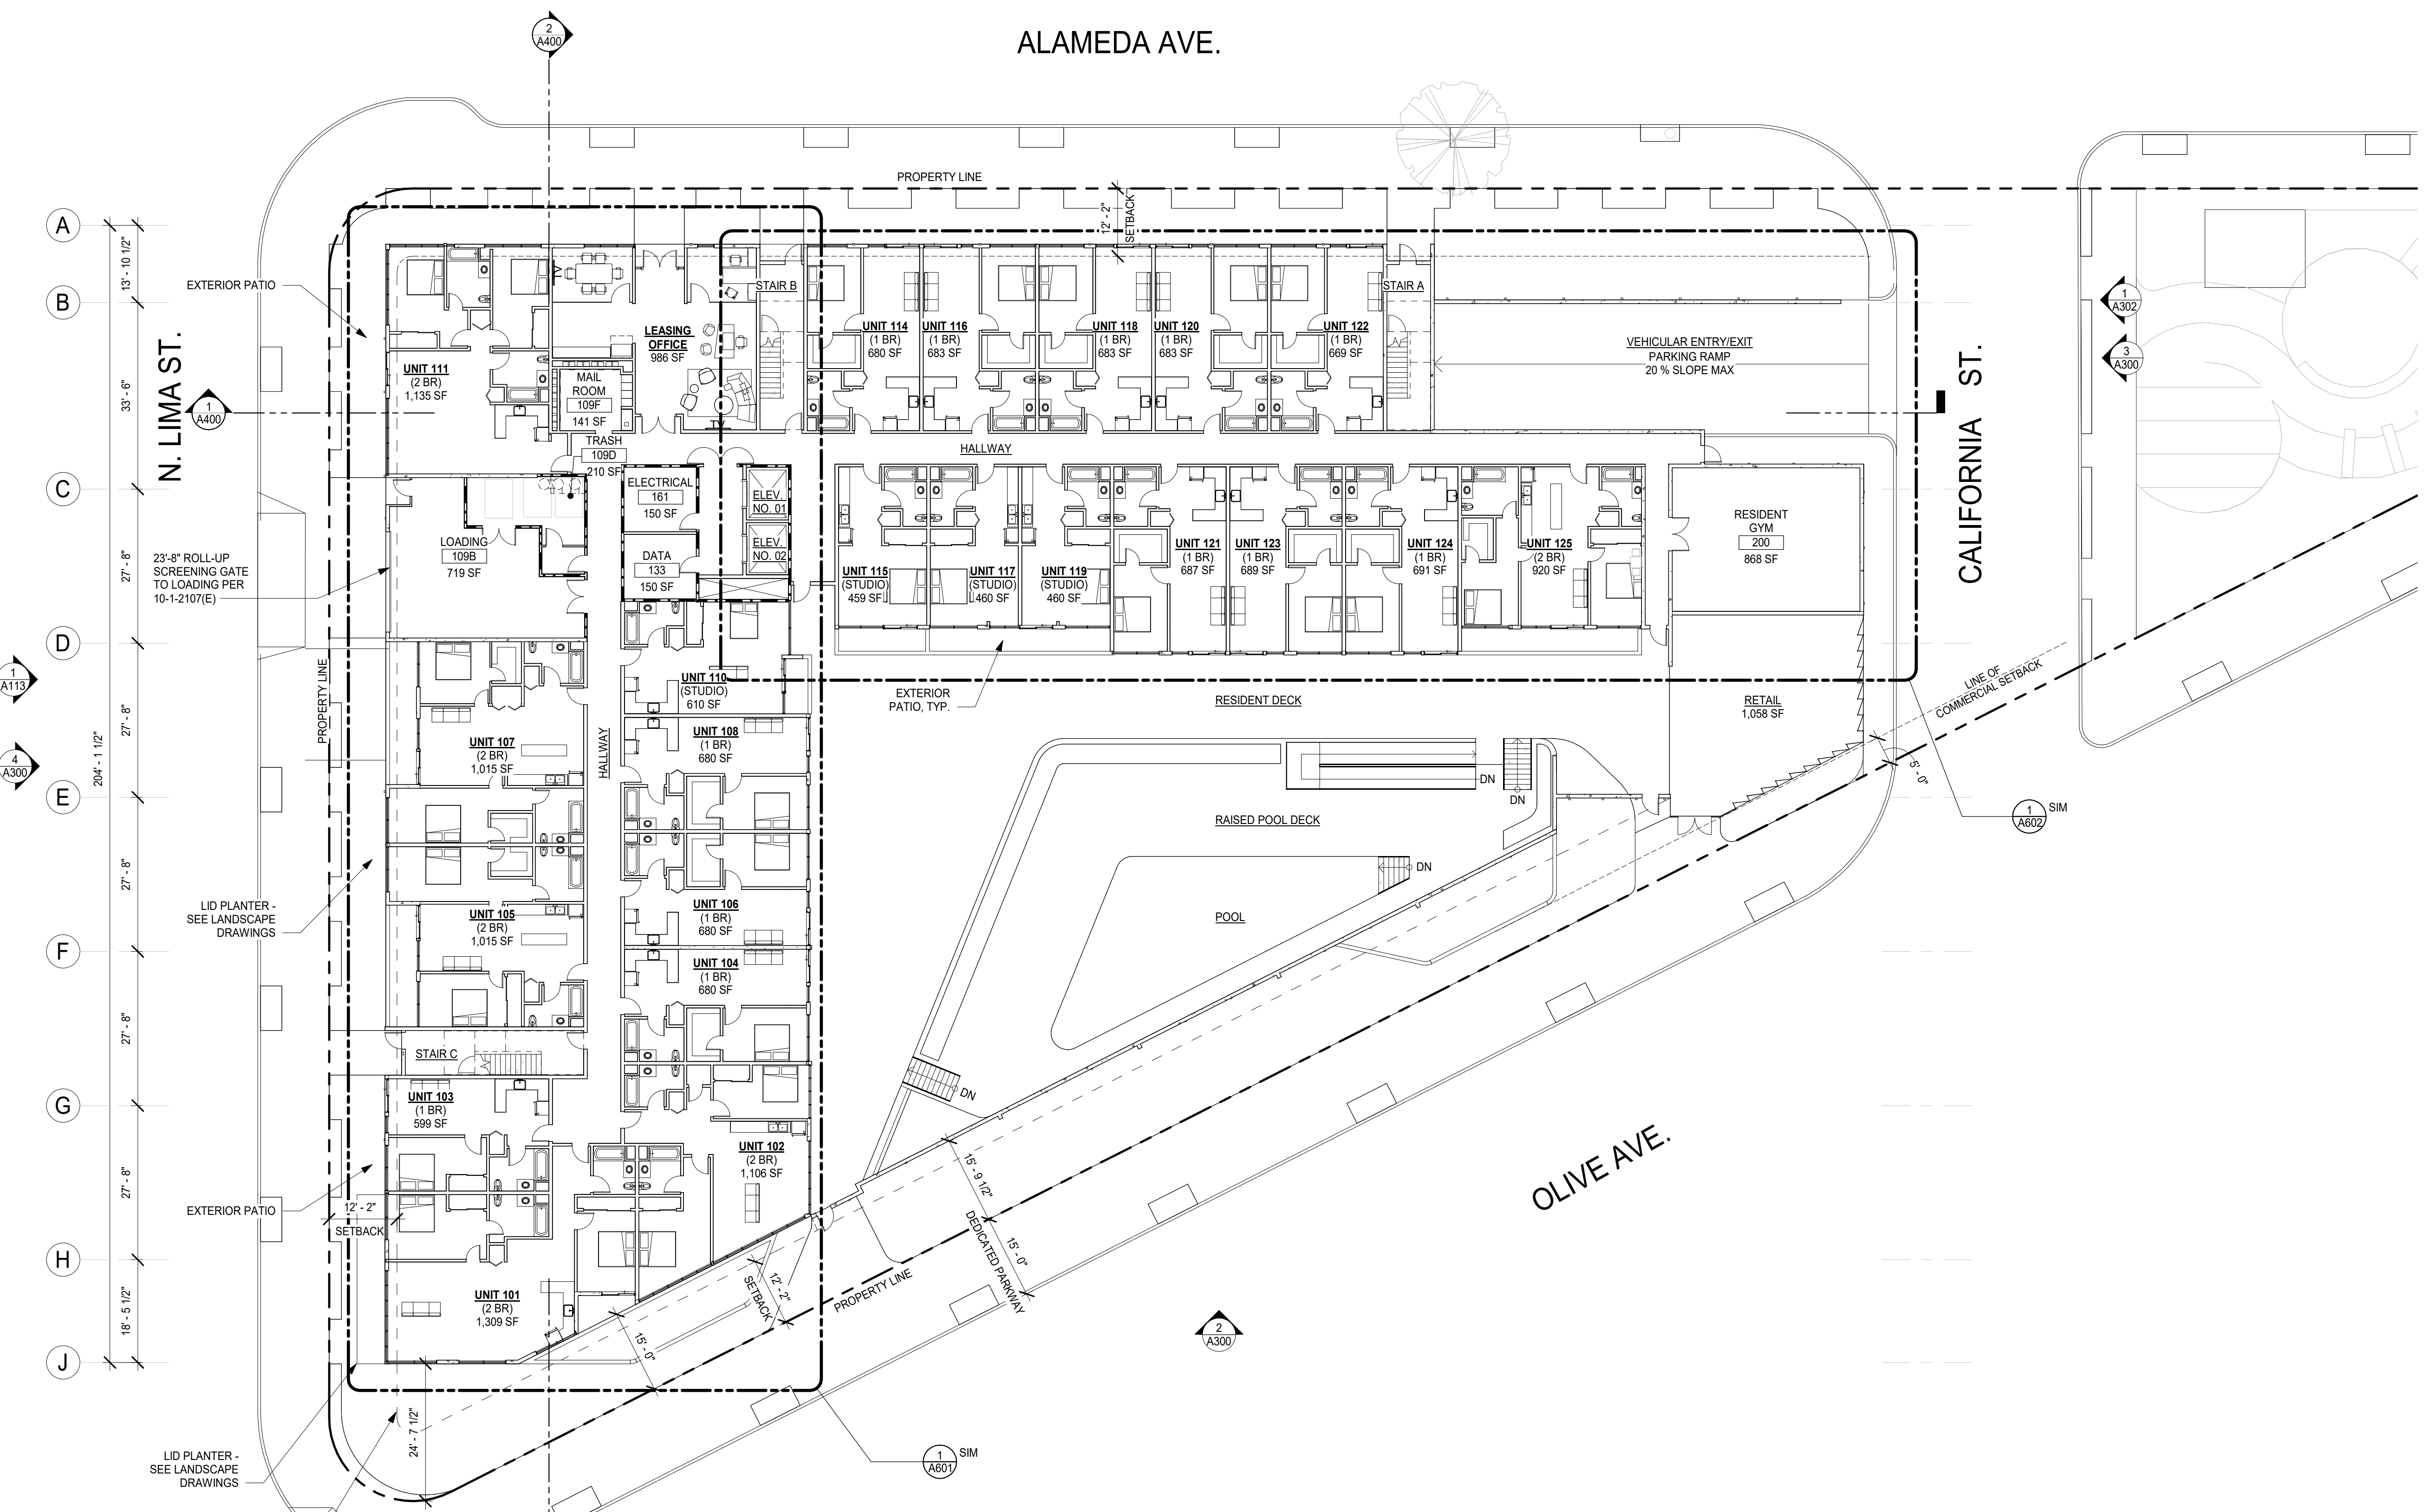 ALAMEDA AVE.
2
A400
PROPERTY LINE
12' - 2"
SETBACK
A
B
C
D
E
F
G
H
J
13' - 10 1/2"
33' - 6"
27' - 8"
27' - 8"
27' - 8"
27' - 8"
27' - 8"
18' - 5 1/2"
204' - 1 1/2"
N. LIMA ST.
1
A400
1
A113
4
A300
EXTERIOR PATIO
23'-8" ROLL-UP
SCREENING GATE
TO LOADING PER
10-1-2107(E)
PROPERTY LINE
LID PLANTER -
SEE LANDSCAPE
DRAWINGS
EXTERIOR PATIO
12' - 2"
SETBACK
LID PLANTER -
SEE LANDSCAPE
DRAWINGS
24' - 7 1/2"
UNIT 111
(2 BR)
1,135 SF
LEASING
OFFICE
986 SF
MAIL
ROOM
109F
141 SF
TV
TRASH
109D
210 SF
STAIR B
UNIT 114
(1 BR)
680 SF
UNIT 116
(1 BR)
683 SF
UNIT 118
(1 BR)
683 SF
UNIT 120
(1 BR)
683 SF
UNIT 122
(1 BR)
669 SF
STAIR A
VEHICULAR ENTRY/EXIT
PARKING RAMP
20 % SLOPE MAX
HALLWAY
ELECTRICAL
161
150 SF
DATA
133
150 SF
ELEV.
NO. 01
ELEV.
NO. 02
LOADING
109B
719 SF
UNIT 115
(STUDIO)
459 SF
UNIT 117
(STUDIO)
460 SF
UNIT 119
(STUDIO)
460 SF
UNIT 121
(1 BR)
687 SF
UNIT 123
(1 BR)
689 SF
UNIT 124
(1 BR)
691 SF
UNIT 125
(2 BR)
920 SF
RESIDENT
GYM
200
868 SF
CALIFORNIA ST.
1
A302
3
A300
UNIT 110
(STUDIO)
610 SF
EXTERIOR
PATIO, TYP.
RESIDENT DECK
RETAIL
1,058 SF
LINE OF
COMMERCIAL SETBACK
5' - 0"
1
A602
SIM
UNIT 107
(2 BR)
1,015 SF
HALLWAY
UNIT 108
(1 BR)
680 SF
DN
DN
RAISED POOL DECK
DN
POOL
UNIT 105
(2 BR)
1,015 SF
UNIT 106
(1 BR)
680 SF
UNIT 104
(1 BR)
680 SF
STAIR C
DN
UNIT 103
(1 BR)
599 SF
UNIT 102
(2 BR)
1,106 SF
UNIT 101
(2 BR)
1,309 SF
15' - 9 1/2"
DEDICATED PARKWAY
15' - 0"
SETBACK
12' - 2"
15' - 0"
PROPERTY LINE
OLIVE AVE.
2
A300
1
A601
SIM